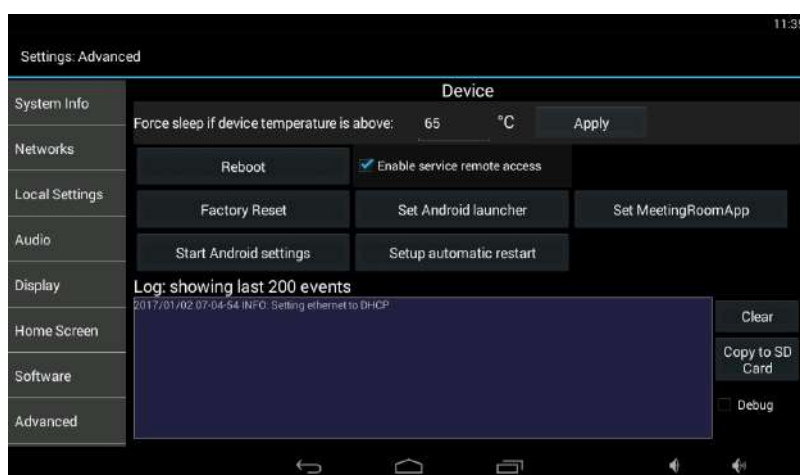 11:35
Settings: Advanced
System Info
Networks
Local Settings
Audio
Display
Home Screen
Software
Advanced
Device
Force sleep if device temperature is above: 65 °C Apply
Reboot
Enable service remote access
Factory Reset
Set Android launcher
Set MeetingRoomApp
Start Android settings
Setup automatic restart
Log: showing last 200 events
2017/01/02 07-04-54 INFO: Setting ethernet to DHCP
Clear
Copy to SD
Card
Debug